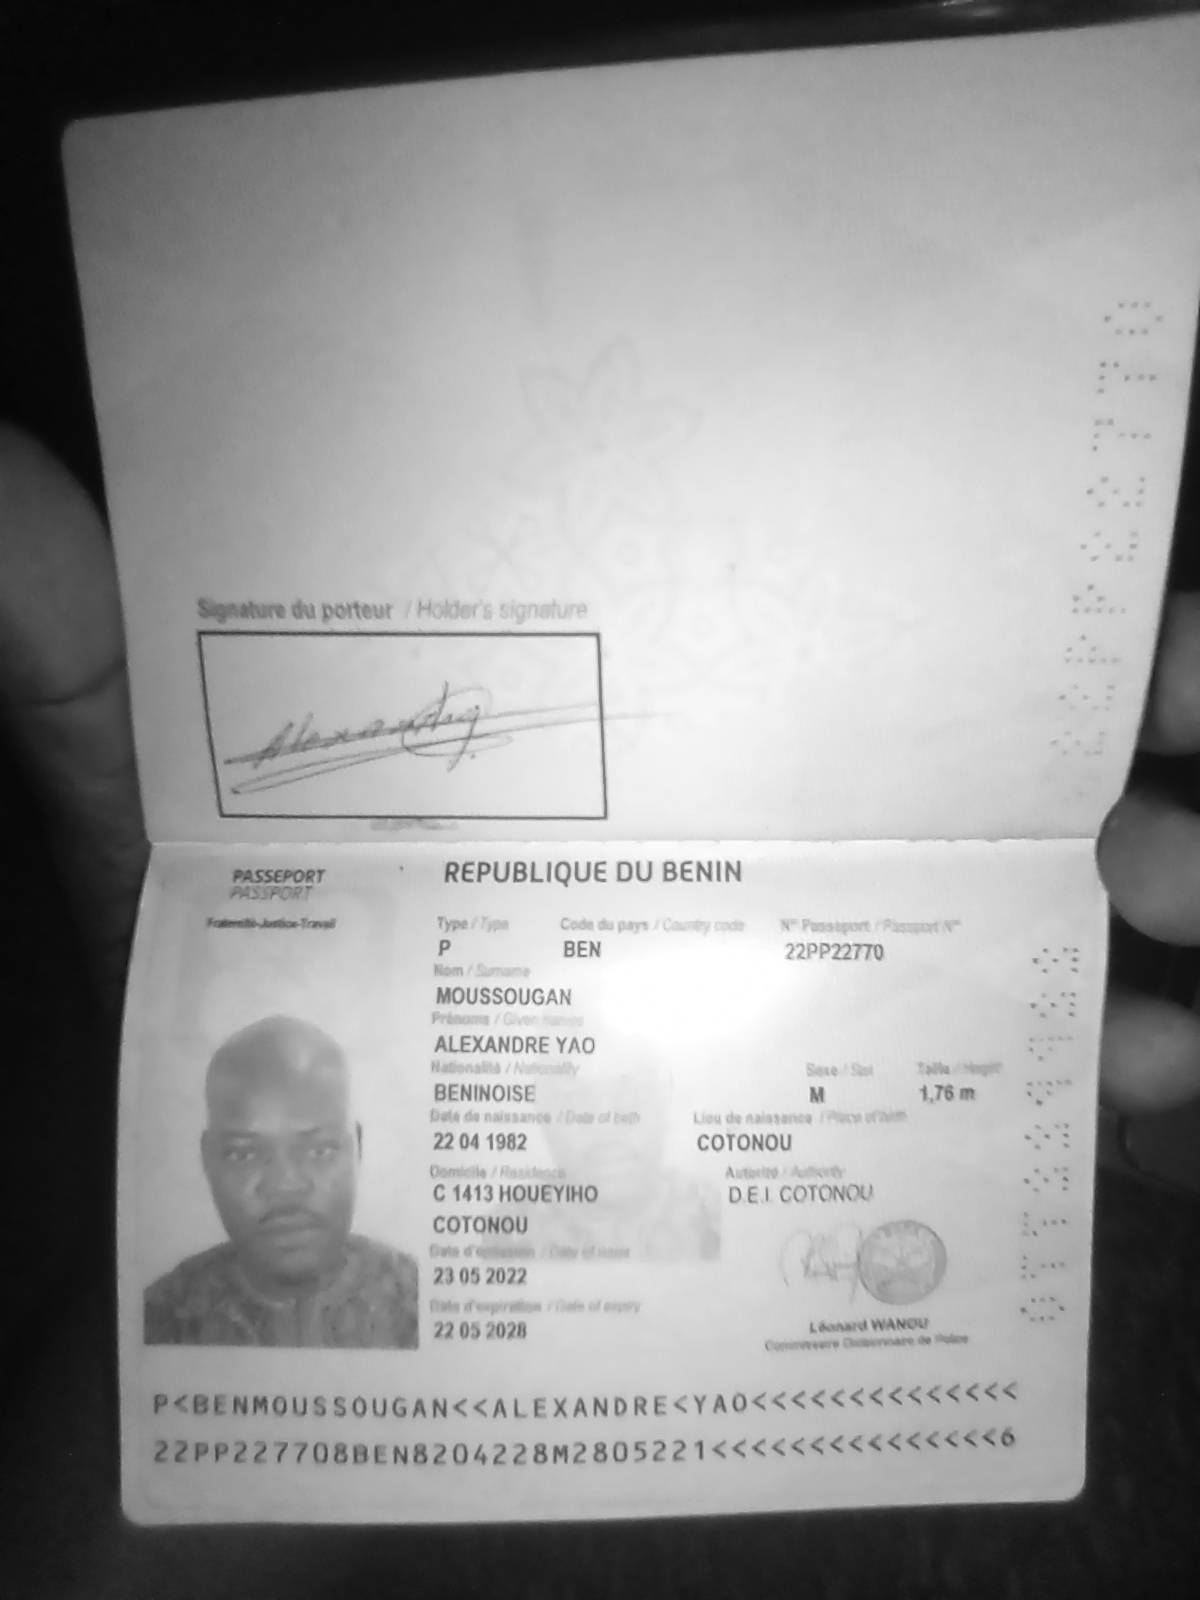 Signature du porteur / Holder's signature
Alexandre
PASSEPORT
PASSPORT
Fraternité-Justice-Travail
REPUBLIQUE DU BENIN
Type / Type Code du pays / Country code N° Passeport / Passport N°
P BEN 22PP22770
Nom / Surname
MOUSSOUGAN
Prénoms / Given names
ALEXANDRE YAO
Nationalité / Nationality Sexe / Sex Taille / Height
BENINOISE M 1,76 m
Date de naissance / Date of birth Lieu de naissance / Place of birth
22 04 1982 COTONOU
Domicile / Residence Autorité / Authority
C 1413 HOUEYIHO D.E.I. COTONOU
COTONOU
Date d'émission / Date of issue
23 05 2022
Date d'expiration / Date of expiry
22 05 2028
Léonard WANOU
Commissaire Divisionnaire de Police
P<BENMOUSSOUGAN<<ALEXANDRE<YAO<<<<<<<<<<<<<<
22PP227708BEN8204228M2805221<<<<<<<<<<<<<<<6